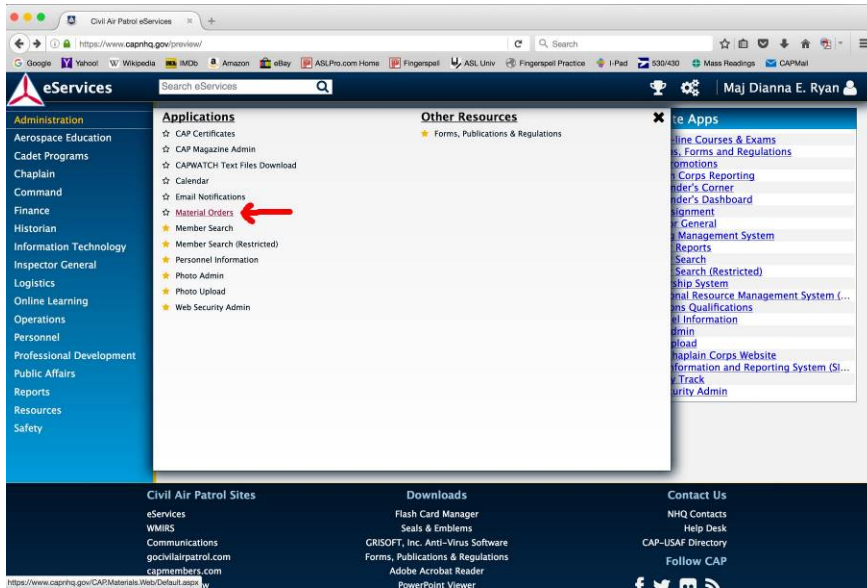 Civil Air Patrol eServices
https://www.capnhq.gov/preview/
Search
Google Yahoo! Wikipedia IMDb Amazon eBay ASLPro.com Home Fingerspell ASL Univ Fingerspell Practice I-Pad 530/430 Mass Readings CAPMail
eServices
Search eServices
Maj Dianna E. Ryan
Administration
Aerospace Education
Cadet Programs
Chaplain
Command
Finance
Historian
Information Technology
Inspector General
Logistics
Online Learning
Operations
Personnel
Professional Development
Public Affairs
Reports
Resources
Safety
Applications
CAP Certificates
CAP Magazine Admin
CAPWATCH Text Files Download
Calendar
Email Notifications
Material Orders
Member Search
Member Search (Restricted)
Personnel Information
Photo Admin
Photo Upload
Web Security Admin
Other Resources
Forms, Publications & Regulations
te Apps
-line Courses & Exams
s, Forms and Regulations
omotions
n Corps Reporting
nder's Corner
nder's Dashboard
signment
or General
g Management System
Reports
Search
Search (Restricted)
ship System
onal Resource Management System (...
ons Qualifications
el Information
dmin
pload
haplain Corps Website
formation and Reporting System (SI...
y Track
urity Admin
Civil Air Patrol Sites
eServices
WMIRS
Communications
gocivilairpatrol.com
capmembers.com
Downloads
Flash Card Manager
Seals & Emblems
GRISOFT, Inc. Anti-Virus Software
Forms, Publications & Regulations
Adobe Acrobat Reader
PowerPoint Viewer
Contact Us
NHQ Contacts
Help Desk
CAP-USAF Directory
Follow CAP
https://www.capnhq.gov/CAP.Materials.Web/Default.aspx